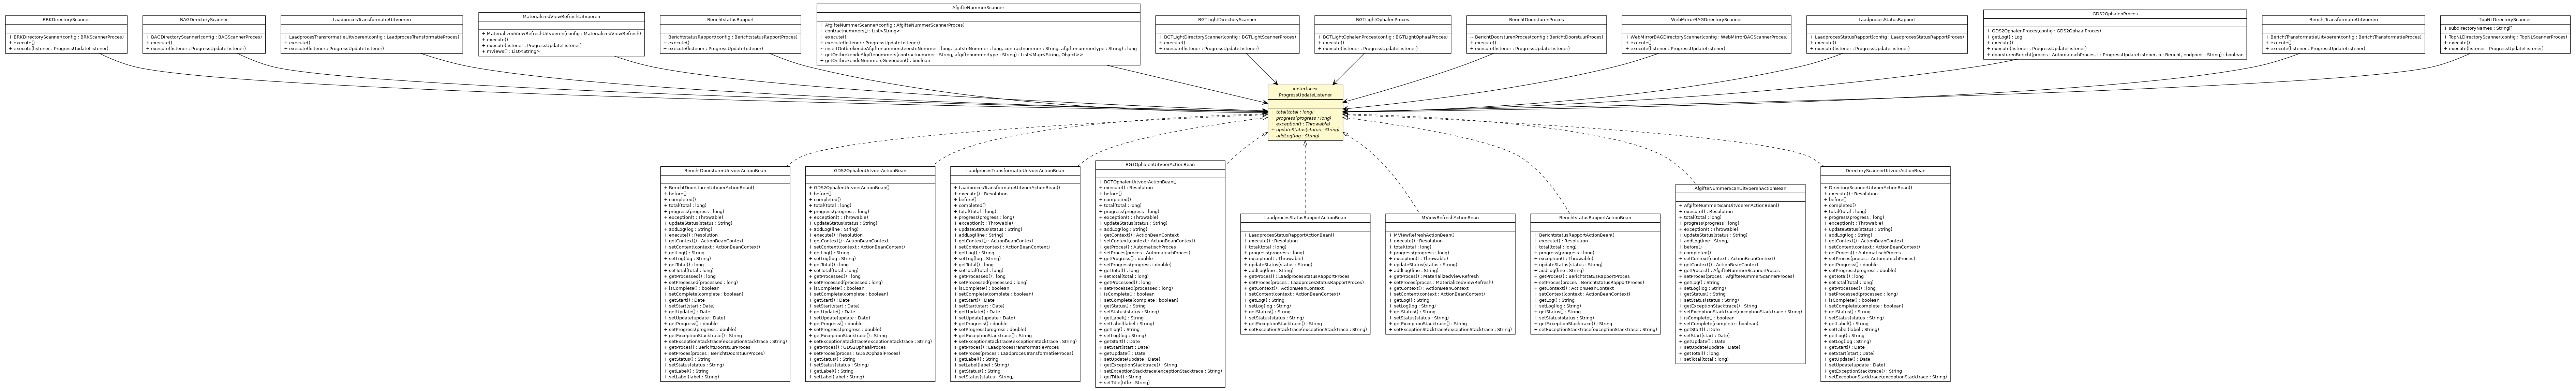 BRKDirectoryScanner
+ BRKDirectoryScanner(config : BRKScannerProces)
+ execute()
+ execute(listener : ProgressUpdateListener)
BAGDirectoryScanner
+ BAGDirectoryScanner(config : BAGScannerProces)
+ execute()
+ execute(listener : ProgressUpdateListener)
LaadprocesTransformatieUitvoeren
+ LaadprocesTransformatieUitvoeren(config : LaadprocesTransformatieProces)
+ execute()
+ execute(listener : ProgressUpdateListener)
MaterializedViewRefreshUitvoeren
+ MaterializedViewRefreshUitvoeren(config : MaterializedViewRefresh)
+ execute()
+ execute(listener : ProgressUpdateListener)
+ mviews() : List<String>
BerichtstatusRapport
+ BerichtstatusRapport(config : BerichtstatusRapportProces)
+ execute()
+ execute(listener : ProgressUpdateListener)
AfgifteNummerScanner
+ AfgifteNummerScanner(config : AfgifteNummerScannerProces)
+ contractnummers() : List<String>
+ execute()
+ execute(listener : ProgressUpdateListener)
~ insertOntbrekendeAfgiftenummers(eersteNummer : long, laatsteNummer : long, contractnummer : String, afgiftenummertype : String) : long
~ getOntbrekendeAfgiftenummers(contractnummer : String, afgiftenummertype : String) : List<Map<String, Object>>
+ getOntbrekendeNummersGevonden() : boolean
BGTLightDirectoryScanner
+ BGTLightDirectoryScanner(config : BGTLightScannerProces)
+ execute()
+ execute(listener : ProgressUpdateListener)
BGTLightOphalenProces
+ BGTLightOphalenProces(config : BGTLightOphaalProces)
+ execute()
+ execute(listener : ProgressUpdateListener)
BerichtDoorsturenProces
~ BerichtDoorsturenProces(config : BerichtDoorstuurProces)
+ execute()
+ execute(listener : ProgressUpdateListener)
WebMirrorBAGDirectoryScanner
+ WebMirrorBAGDirectoryScanner(config : WebMirrorBAGScannerProces)
+ execute()
+ execute(listener : ProgressUpdateListener)
LaadprocesStatusRapport
+ LaadprocesStatusRapport(config : LaadprocesStatusRapportProces)
+ execute()
+ execute(listener : ProgressUpdateListener)
GDS2OphalenProces
+ GDS2OphalenProces(config : GDS2OphaalProces)
+ getLog() : Log
+ execute()
+ execute(listener : ProgressUpdateListener)
+ doorsturenBericht(proces : AutomatischProces, l : ProgressUpdateListener, b : Bericht, endpoint : String) : boolean
BerichtTransformatieUitvoeren
+ BerichtTransformatieUitvoeren(config : BerichtTransformatieProces)
+ execute()
+ execute(listener : ProgressUpdateListener)
TopNLDirectoryScanner
+ subdirectoryNames : String[]
+ TopNLDirectoryScanner(config : TopNLScannerProces)
+ execute()
+ execute(listener : ProgressUpdateListener)
«interface»
ProgressUpdateListener
+ total(total : long)
+ progress(progress : long)
+ exception(t : Throwable)
+ updateStatus(status : String)
+ addLog(log : String)
BerichtDoorsturenUitvoerActionBean
+ BerichtDoorsturenUitvoerActionBean()
+ before()
+ completed()
+ total(total : long)
+ progress(progress : long)
+ exception(t : Throwable)
+ updateStatus(status : String)
+ addLog(log : String)
+ execute() : Resolution
+ getContext() : ActionBeanContext
+ setContext(context : ActionBeanContext)
+ getLog() : String
+ setLog(log : String)
+ getTotal() : long
+ setTotal(total : long)
+ getProcessed() : long
+ setProcessed(processed : long)
+ isComplete() : boolean
+ setComplete(complete : boolean)
+ getStart() : Date
+ setStart(start : Date)
+ getUpdate() : Date
+ setUpdate(update : Date)
+ getProgress() : double
+ setProgress(progress : double)
+ getExceptionStacktrace() : String
+ setExceptionStacktrace(exceptionStacktrace : String)
+ getProces() : BerichtDoorstuurProces
+ setProces(proces : BerichtDoorstuurProces)
+ getStatus() : String
+ setStatus(status : String)
+ getLabel() : String
+ setLabel(label : String)
GDS2OphalenUitvoerActionBean
+ GDS2OphalenUitvoerActionBean()
+ before()
+ completed()
+ total(total : long)
+ progress(progress : long)
+ exception(t : Throwable)
+ updateStatus(status : String)
+ addLog(line : String)
+ execute() : Resolution
+ getContext() : ActionBeanContext
+ setContext(context : ActionBeanContext)
+ getLog() : String
+ setLog(log : String)
+ getTotal() : long
+ setTotal(total : long)
+ getProcessed() : long
+ setProcessed(processed : long)
+ isComplete() : boolean
+ setComplete(complete : boolean)
+ getStart() : Date
+ setStart(start : Date)
+ getUpdate() : Date
+ setUpdate(update : Date)
+ getProgress() : double
+ setProgress(progress : double)
+ getExceptionStacktrace() : String
+ setExceptionStacktrace(exceptionStacktrace : String)
+ getProces() : GDS2OphaalProces
+ setProces(proces : GDS2OphaalProces)
+ getStatus() : String
+ setStatus(status : String)
+ getLabel() : String
+ setLabel(label : String)
LaadprocesTransformatieUitvoerActionBean
+ LaadprocesTransformatieUitvoerActionBean()
+ execute() : Resolution
+ before()
+ completed()
+ total(total : long)
+ progress(progress : long)
+ exception(t : Throwable)
+ updateStatus(status : String)
+ addLog(line : String)
+ getContext() : ActionBeanContext
+ setContext(context : ActionBeanContext)
+ getLog() : String
+ setLog(log : String)
+ getTotal() : long
+ setTotal(total : long)
+ getProcessed() : long
+ setProcessed(processed : long)
+ isComplete() : boolean
+ setComplete(complete : boolean)
+ getStart() : Date
+ setStart(start : Date)
+ getUpdate() : Date
+ setUpdate(update : Date)
+ getProgress() : double
+ setProgress(progress : double)
+ getExceptionStacktrace() : String
+ setExceptionStacktrace(exceptionStacktrace : String)
+ getProces() : LaadprocesTransformatieProces
+ setProces(proces : LaadprocesTransformatieProces)
+ getLabel() : String
+ setLabel(label : String)
+ getStatus() : String
+ setStatus(status : String)
BGTOphalenUitvoerActionBean
+ BGTOphalenUitvoerActionBean()
+ execute() : Resolution
+ before()
+ completed()
+ total(total : long)
+ progress(progress : long)
+ exception(t : Throwable)
+ updateStatus(status : String)
+ addLog(log : String)
+ getContext() : ActionBeanContext
+ setContext(context : ActionBeanContext)
+ getProces() : AutomatischProces
+ setProces(proces : AutomatischProces)
+ getProgress() : double
+ setProgress(progress : double)
+ getTotal() : long
+ setTotal(total : long)
+ getProcessed() : long
+ setProcessed(processed : long)
+ isComplete() : boolean
+ setComplete(complete : boolean)
+ getStatus() : String
+ setStatus(status : String)
+ getLabel() : String
+ setLabel(label : String)
+ getLog() : String
+ setLog(log : String)
+ getStart() : Date
+ setStart(start : Date)
+ getUpdate() : Date
+ setUpdate(update : Date)
+ getExceptionStacktrace() : String
+ setExceptionStacktrace(exceptionStacktrace : String)
+ getTitle() : String
+ setTitle(title : String)
LaadprocesStatusRapportActionBean
+ LaadprocesStatusRapportActionBean()
+ execute() : Resolution
+ total(total : long)
+ progress(progress : long)
+ exception(t : Throwable)
+ updateStatus(status : String)
+ addLog(line : String)
+ getProces() : LaadprocesStatusRapportProces
+ setProces(proces : LaadprocesStatusRapportProces)
+ getContext() : ActionBeanContext
+ setContext(context : ActionBeanContext)
+ getLog() : String
+ setLog(log : String)
+ getStatus() : String
+ setStatus(status : String)
+ getExceptionStacktrace() : String
+ setExceptionStacktrace(exceptionStacktrace : String)
MViewRefreshActionBean
+ MViewRefreshActionBean()
+ execute() : Resolution
+ total(total : long)
+ progress(progress : long)
+ exception(t : Throwable)
+ updateStatus(status : String)
+ addLog(line : String)
+ getProces() : MaterializedViewRefresh
+ setProces(proces : MaterializedViewRefresh)
+ getContext() : ActionBeanContext
+ setContext(context : ActionBeanContext)
+ getLog() : String
+ setLog(log : String)
+ getStatus() : String
+ setStatus(status : String)
+ getExceptionStacktrace() : String
+ setExceptionStacktrace(exceptionStacktrace : String)
BerichtstatusRapportActionBean
+ BerichtstatusRapportActionBean()
+ execute() : Resolution
+ total(total : long)
+ progress(progress : long)
+ exception(t : Throwable)
+ updateStatus(status : String)
+ addLog(line : String)
+ getProces() : BerichtstatusRapportProces
+ setProces(proces : BerichtstatusRapportProces)
+ getContext() : ActionBeanContext
+ setContext(context : ActionBeanContext)
+ getLog() : String
+ setLog(log : String)
+ getStatus() : String
+ setStatus(status : String)
+ getExceptionStacktrace() : String
+ setExceptionStacktrace(exceptionStacktrace : String)
AfgifteNummerScanUitvoerenActionBean
+ AfgifteNummerScanUitvoerenActionBean()
+ execute() : Resolution
+ total(total : long)
+ progress(progress : long)
+ exception(t : Throwable)
+ updateStatus(status : String)
+ addLog(line : String)
+ before()
+ completed()
+ setContext(context : ActionBeanContext)
+ getContext() : ActionBeanContext
+ getProces() : AfgifteNummerScannerProces
+ setProces(proces : AfgifteNummerScannerProces)
+ getLog() : String
+ setLog(log : String)
+ getStatus() : String
+ setStatus(status : String)
+ getExceptionStacktrace() : String
+ setExceptionStacktrace(exceptionStacktrace : String)
+ isComplete() : boolean
+ setComplete(complete : boolean)
+ getStart() : Date
+ setStart(start : Date)
+ getUpdate() : Date
+ setUpdate(update : Date)
+ getTotal() : long
+ setTotal(total : long)
DirectoryScannerUitvoerActionBean
+ DirectoryScannerUitvoerActionBean()
+ execute() : Resolution
+ before()
+ completed()
+ total(total : long)
+ progress(progress : long)
+ exception(t : Throwable)
+ updateStatus(status : String)
+ addLog(log : String)
+ getContext() : ActionBeanContext
+ setContext(context : ActionBeanContext)
+ getProces() : AutomatischProces
+ setProces(proces : AutomatischProces)
+ getProgress() : double
+ setProgress(progress : double)
+ getTotal() : long
+ setTotal(total : long)
+ getProcessed() : long
+ setProcessed(processed : long)
+ isComplete() : boolean
+ setComplete(complete : boolean)
+ getStatus() : String
+ setStatus(status : String)
+ getLabel() : String
+ setLabel(label : String)
+ getLog() : String
+ setLog(log : String)
+ getStart() : Date
+ setStart(start : Date)
+ getUpdate() : Date
+ setUpdate(update : Date)
+ getExceptionStacktrace() : String
+ setExceptionStacktrace(exceptionStacktrace : String)